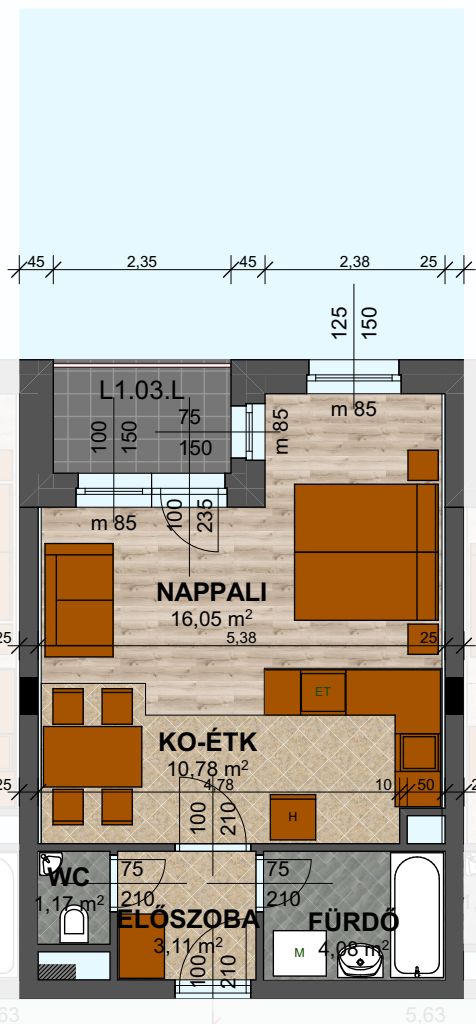 45 2,35 45 2,38 25
125
150
L1.03.L
100
150
75
150
m 85
m 85
m 85
100
235
NAPPALI
16,05 m²
25 5,38 25
ET
KO-ÉTK
10,78 m²
25 4,78 10 50 2
100
210
H
WC
1,17 m²
75
210
ELŐSZOBA
3,11 m²
75
210
FÜRDŐ
4,08 m²
M
100
210
63 5,63